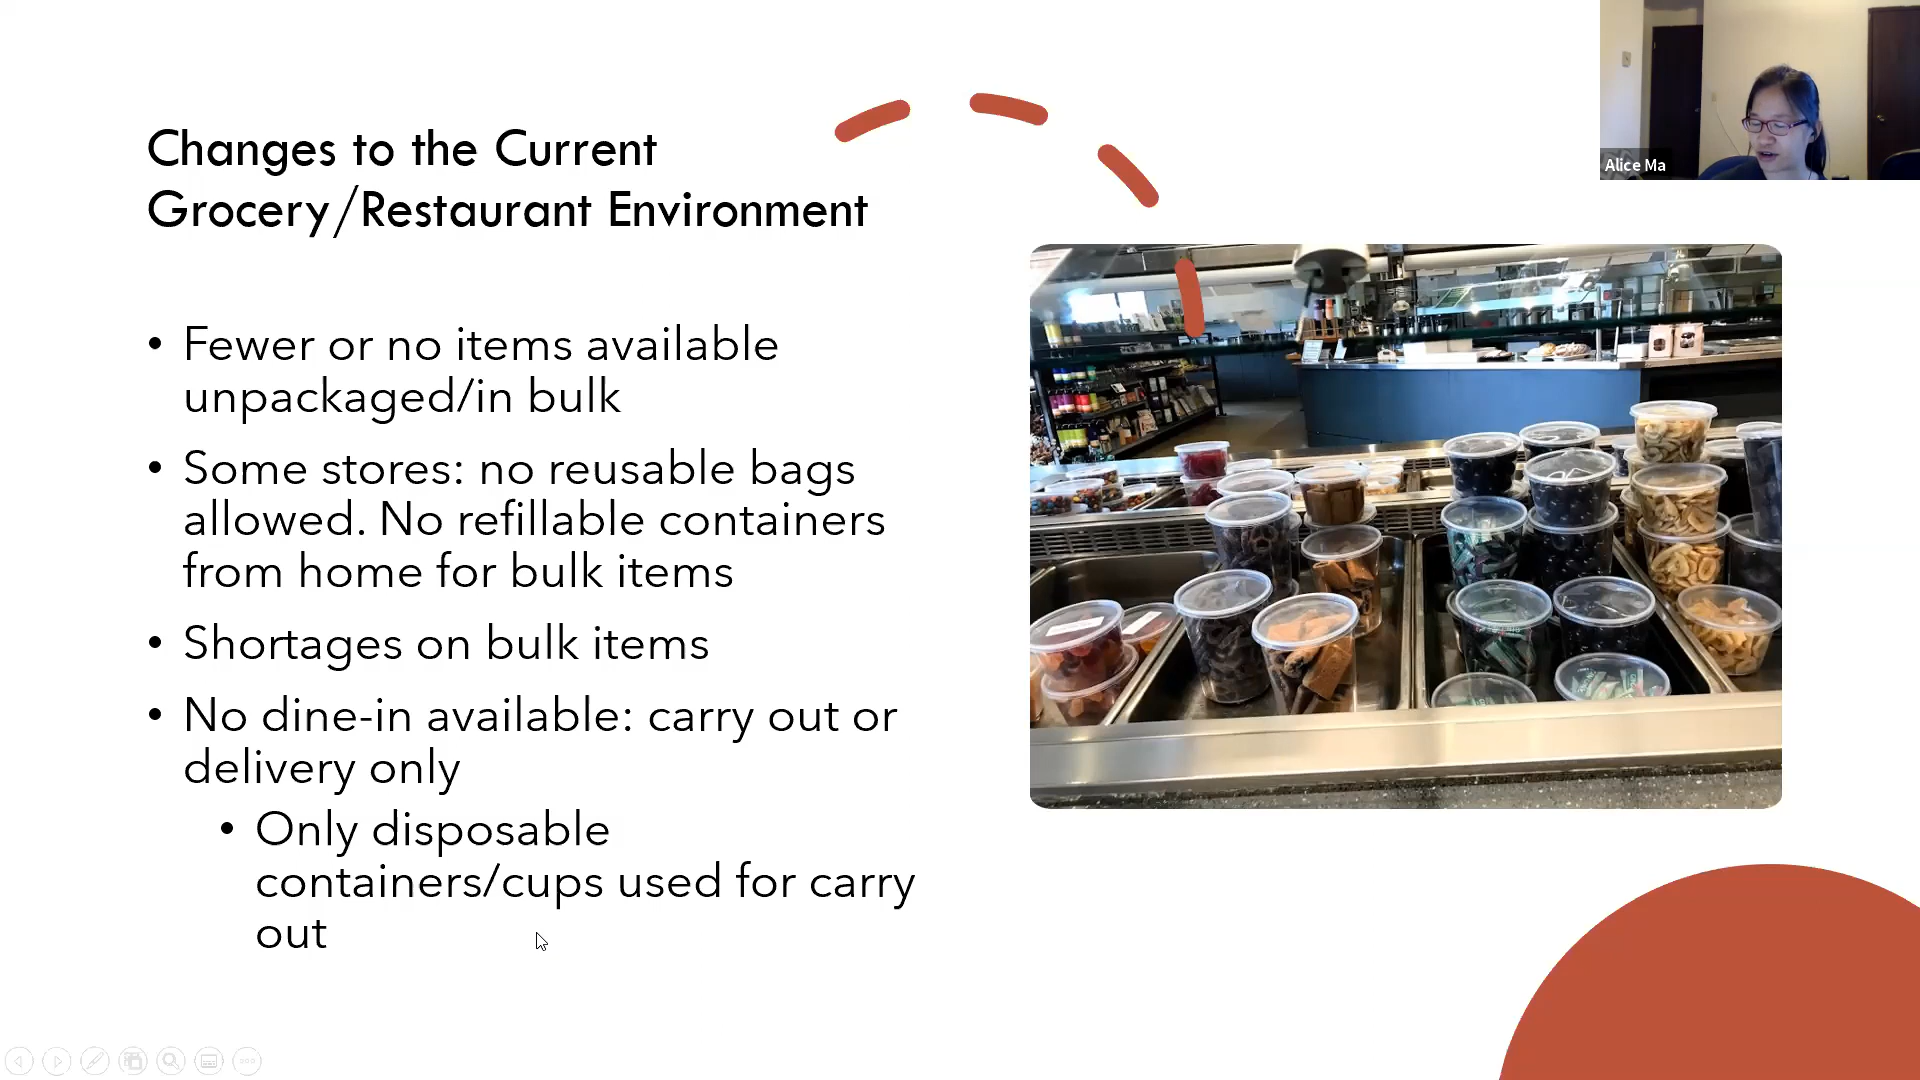 Changes to the Current
Grocery/Restaurant Environment
• Fewer or no items available
unpackaged/in bulk
• Some stores: no reusable bags
allowed. No refillable containers
from home for bulk items
• Shortages on bulk items
• No dine-in available: carry out or
delivery only
• Only disposable
containers/cups used for carry
out
Alice Ma